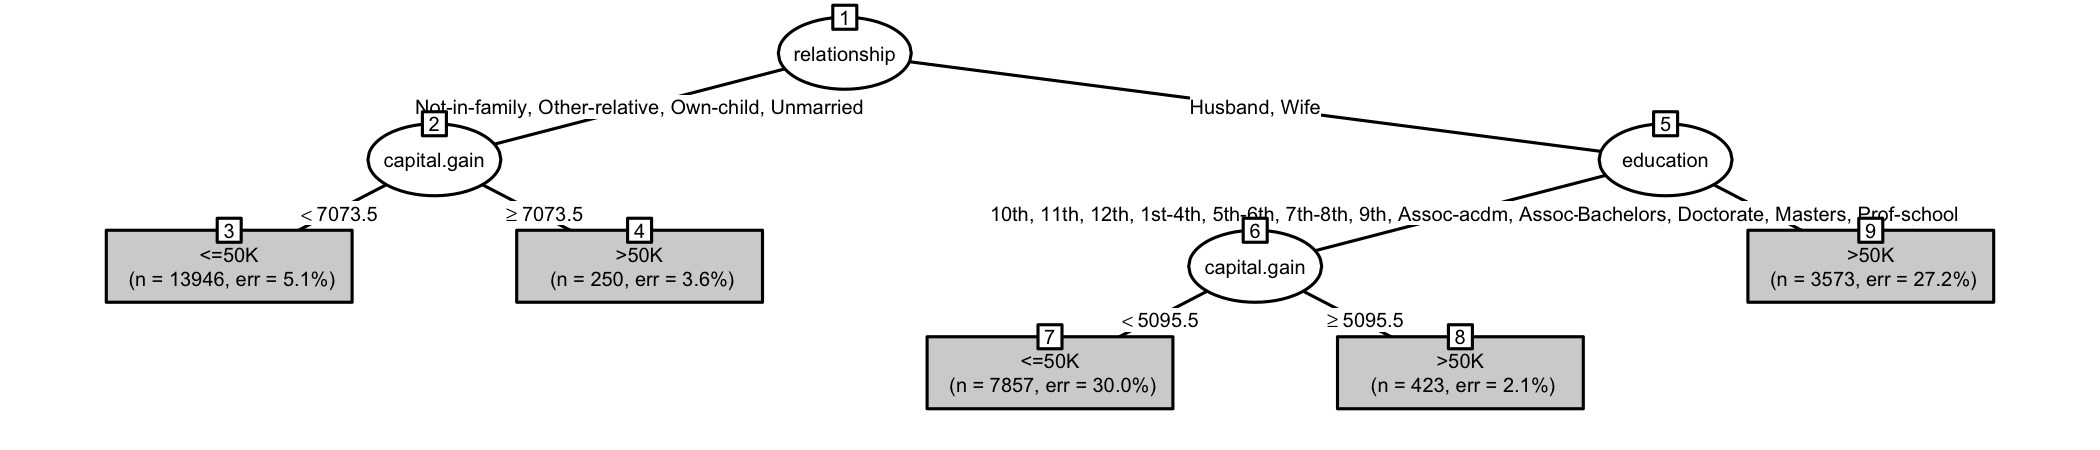 1
relationship
Not-in-family, Other-relative, Own-child, Unmarried
Husband, Wife
2
capital.gain
5
education
< 7073.5
≥ 7073.5
10th, 11th, 12th, 1st-4th, 5th-6th, 7th-8th, 9th, Assoc-acdm, Assoc-
Bachelors, Doctorate, Masters, Prof-school
3
<=50K
(n = 13946, err = 5.1%)
4
>50K
(n = 250, err = 3.6%)
6
capital.gain
9
>50K
(n = 3573, err = 27.2%)
< 5095.5
≥ 5095.5
7
<=50K
(n = 7857, err = 30.0%)
8
>50K
(n = 423, err = 2.1%)